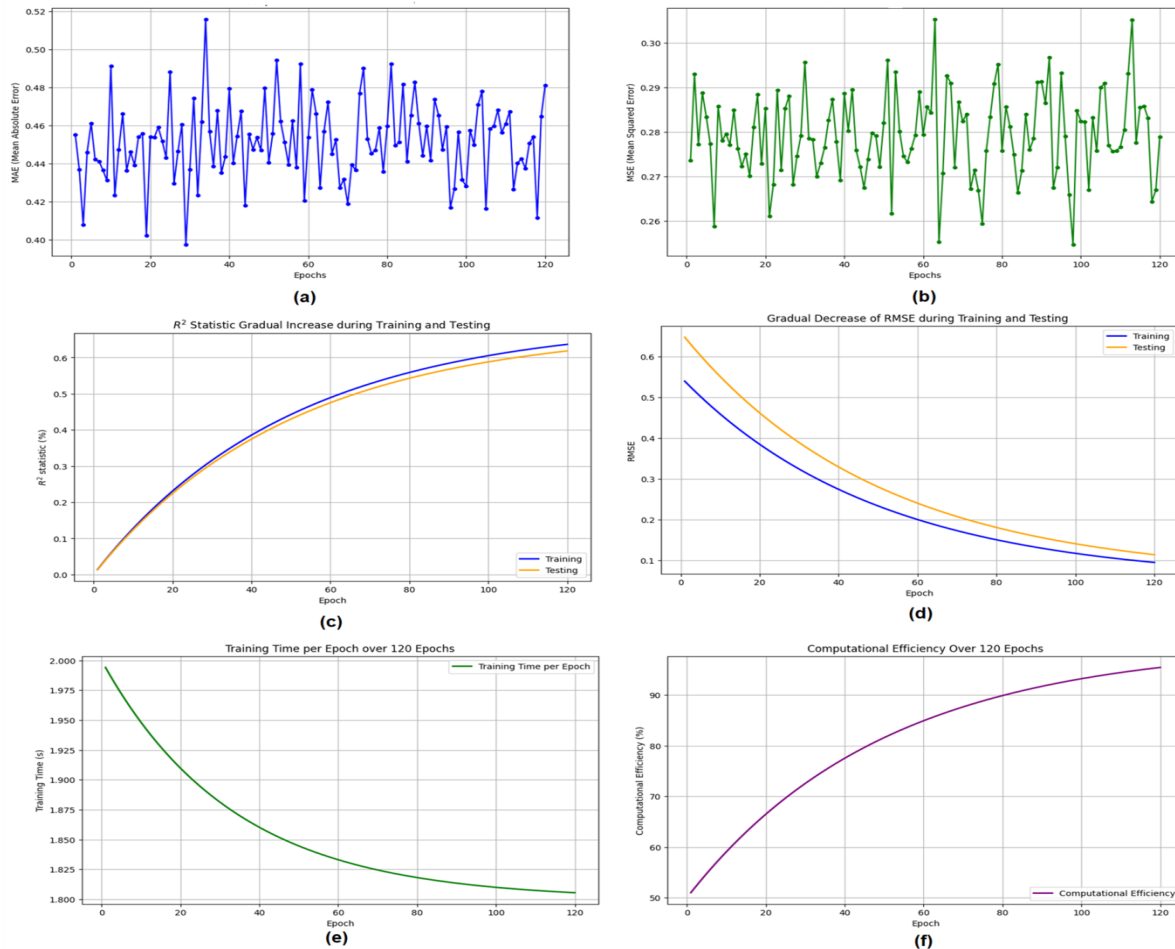 0.52
0.50
0.48
0.46
0.44
0.42
0.40
MAE (Mean Absolute Error)
0 20 40 60 80 100 120
Epochs
(a)
0.30
0.29
0.28
0.27
0.26
MSE (Mean Squared Error)
0 20 40 60 80 100 120
Epochs
(b)
R² Statistic Gradual Increase during Training and Testing
0.6
0.5
0.4
0.3
0.2
0.1
0.0
R² statistic (%)
Training
Testing
0 20 40 60 80 100 120
Epoch
(c)
Gradual Decrease of RMSE during Training and Testing
Training
Testing
0.6
0.5
0.4
0.3
0.2
0.1
RMSE
0 20 40 60 80 100 120
Epoch
(d)
Training Time per Epoch over 120 Epochs
Training Time per Epoch
2.000
1.975
1.950
1.925
1.900
1.875
1.850
1.825
1.800
Training Time (s)
0 20 40 60 80 100 120
Epoch
(e)
Computational Efficiency Over 120 Epochs
90
80
70
60
50
Computational Efficiency (%)
Computational Efficiency
0 20 40 60 80 100 120
Epoch
(f)